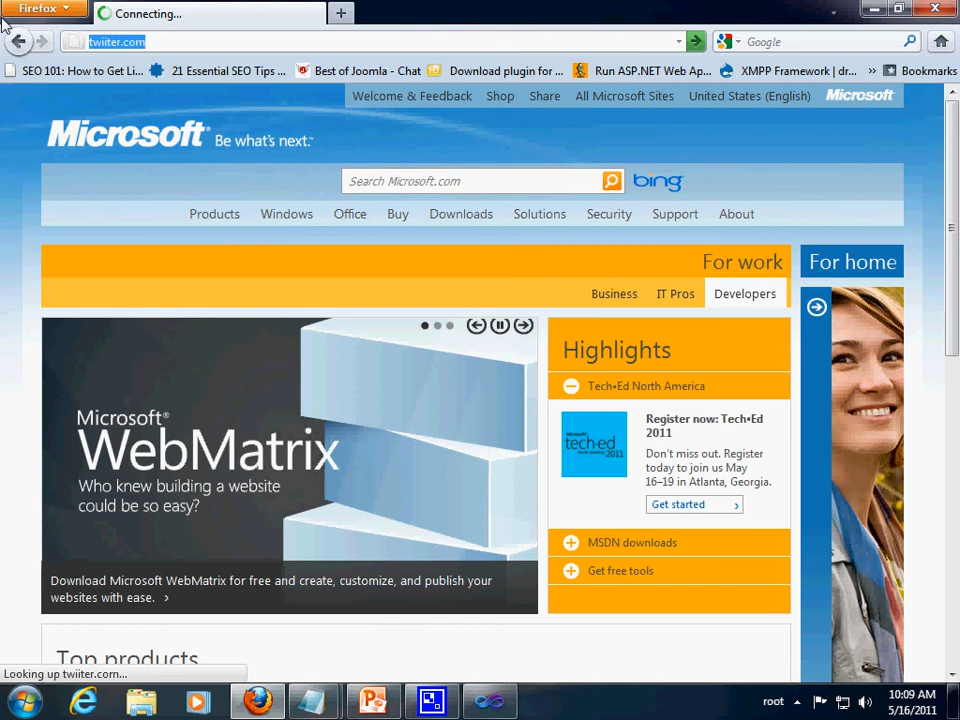 Firefox
Connecting...
twiiter.com
Google
SEO 101: How to Get Li...
21 Essential SEO Tips ...
Best of Joomla - Chat
Download plugin for ...
Run ASP.NET Web Ap...
XMPP Framework | dr...
»
Bookmarks
Welcome & Feedback Shop Share All Microsoft Sites United States (English) Microsoft
Microsoft Be what's next.
Search Microsoft.com bing
Products Windows Office Buy Downloads Solutions Security Support About
For work
For home
Business IT Pros Developers
Microsoft®
WebMatrix
Who knew building a website
could be so easy?
Download Microsoft WebMatrix for free and create, customize, and publish your
websites with ease. ›
Highlights
Tech•Ed North America
Microsoft
tech·ed
North America 2011
Register now: Tech•Ed
2011
Don't miss out. Register
today to join us May
16–19 in Atlanta, Georgia.
Get started ›
MSDN downloads
Get free tools
Top products
Looking up twiiter.com...
root
10:09 AM
5/16/2011